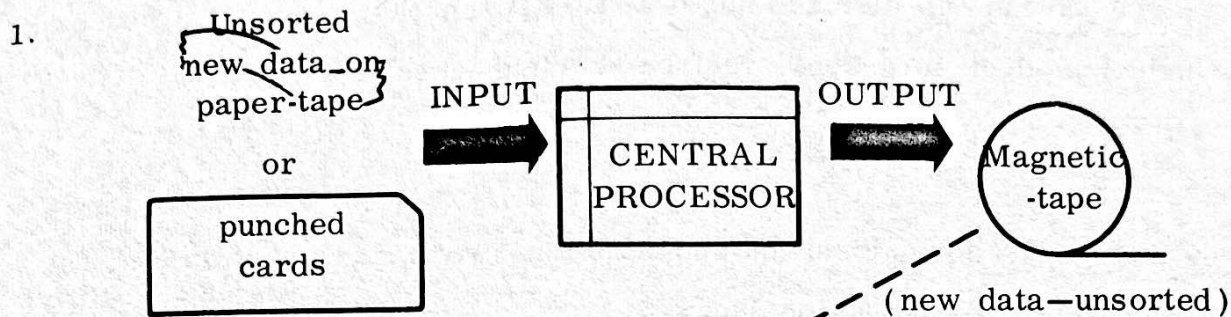 1.
Unsorted
new data on
paper-tape
or
punched
cards
INPUT
CENTRAL
PROCESSOR
OUTPUT
Magnetic
-tape
(new data—unsorted)